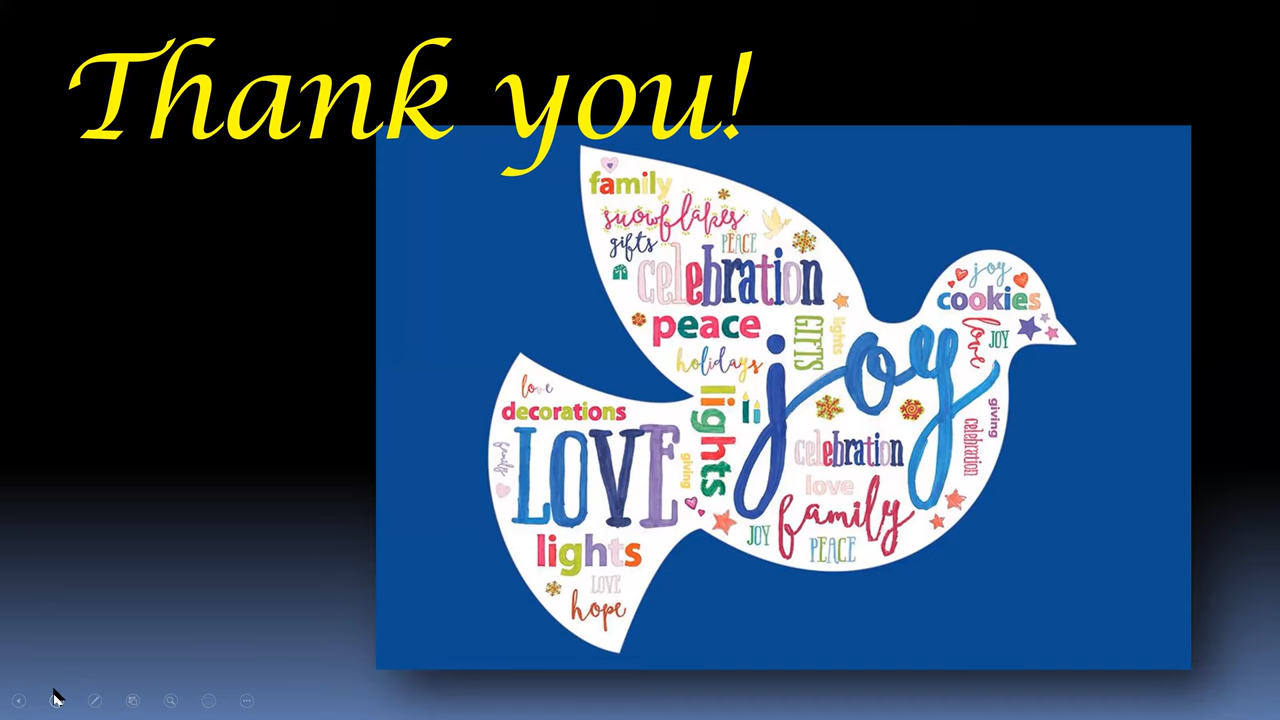 Thank you!
family
snowflakes
gifts
PEACE
celebration
peace
GIFTS
lights
holidays
joy
cookies
love
JOY
joy
lights
giving
celebration
love
decorations
LOVE
family
giving
lights
LOVE
hope
celebration
love
family
JOY
PEACE